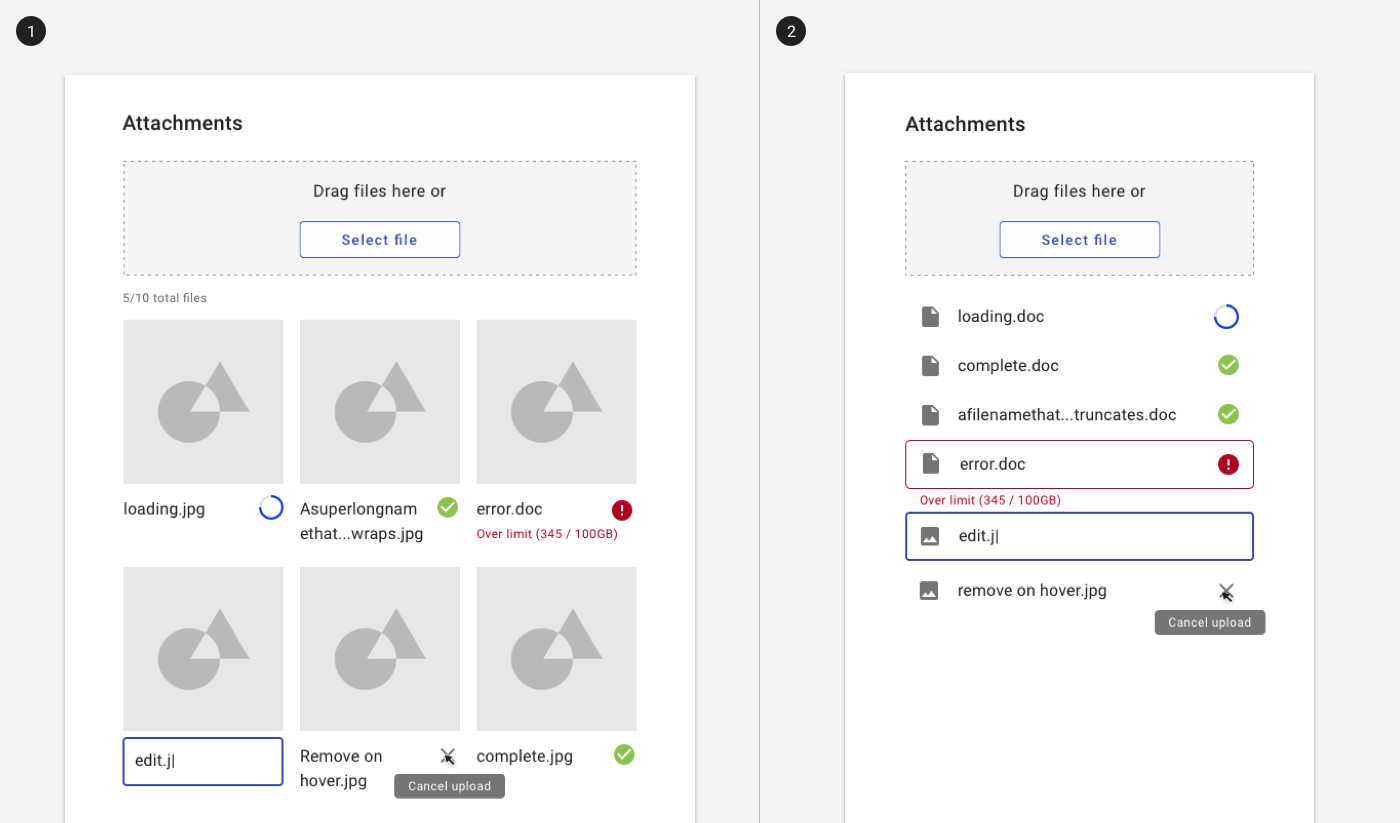 1
Attachments
Drag files here or
Select file
5/10 total files
loading.jpg
Asuperlongnam
ethat...wraps.jpg
error.doc
Over limit (345 / 100GB)
edit.j
Remove on
hover.jpg
Cancel upload
complete.jpg
2
Attachments
Drag files here or
Select file
loading.doc
complete.doc
afilenamethat...truncates.doc
error.doc
Over limit (345 / 100GB)
edit.j
remove on hover.jpg
Cancel upload